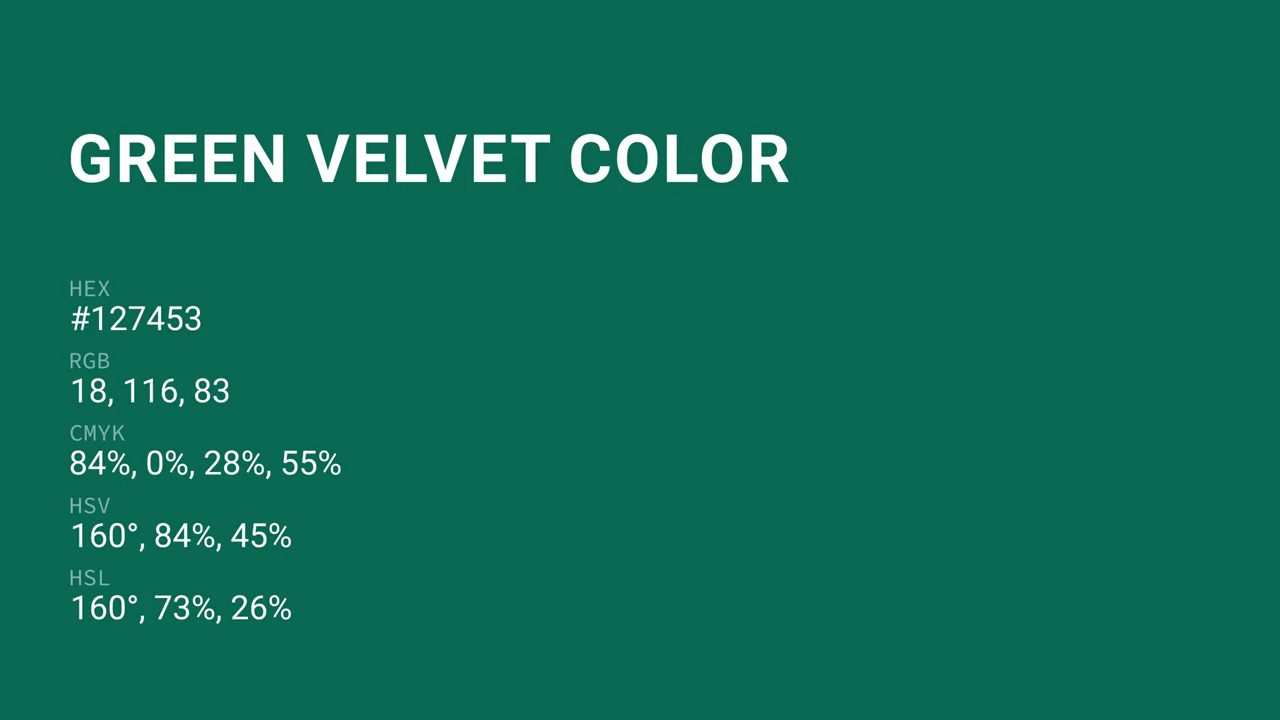 GREEN VELVET COLOR
HEX
#127453
RGB
18, 116, 83
CMYK
84%, 0%, 28%, 55%
HSV
160°, 84%, 45%
HSL
160°, 73%, 26%